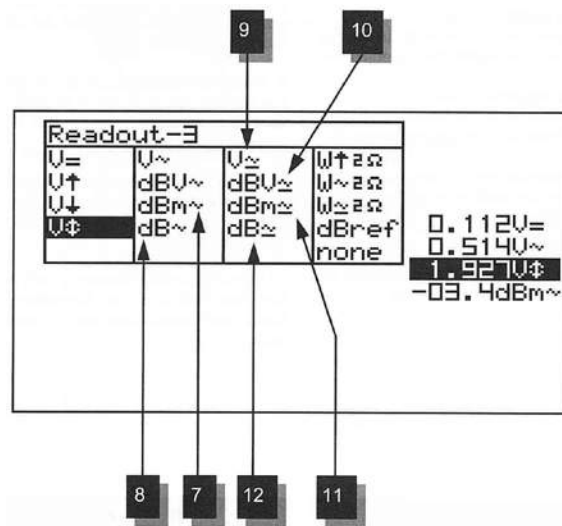 9 10
Readout-3
V= V~ V≃ W↑2Ω
V↑ dBV~ dBV≃ W~2Ω
V↓ dBm~ dBm≃ W≃2Ω
V↕ dB~ dB≃ dBref
none
0.112V=
0.514V~
1.927V↕
-03.4dBm~
8 7 12 11